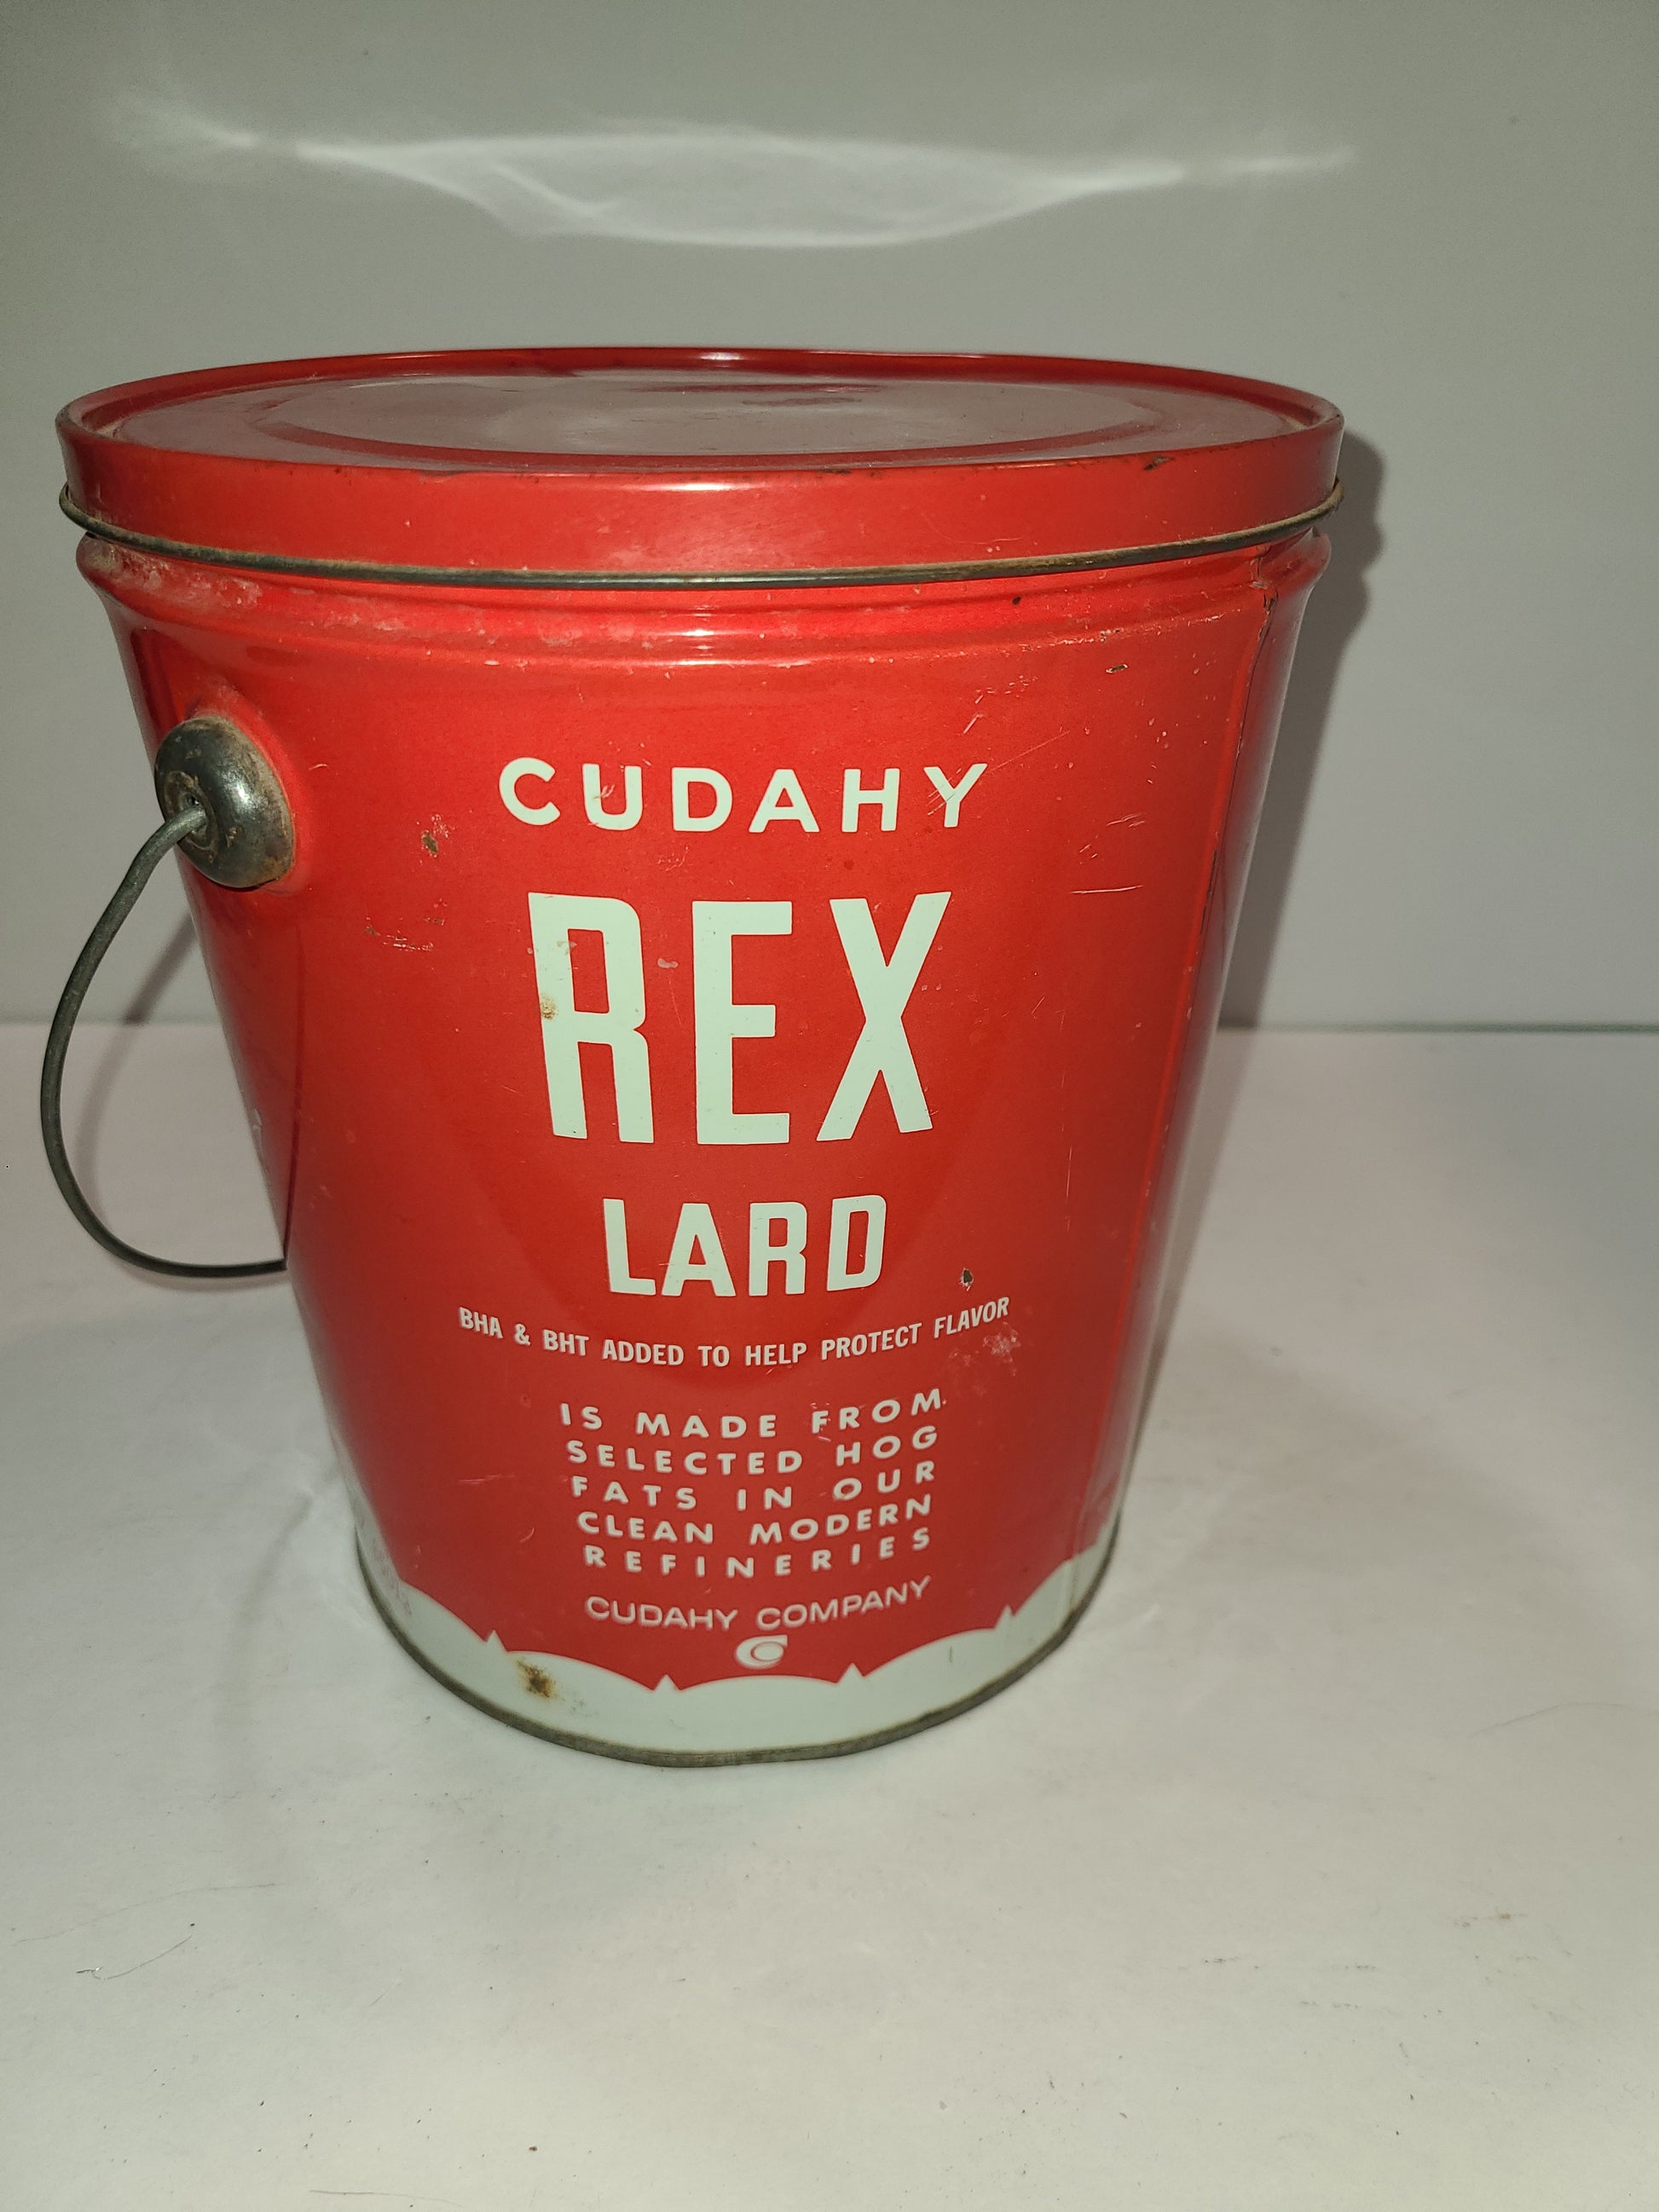 CUDAHY
REX
LARD
BHA & BHT ADDED TO HELP PROTECT FLAVOR
IS MADE FROM
SELECTED HOG
FATS IN OUR
CLEAN MODERN
REFINERIES
CUDAHY COMPANY